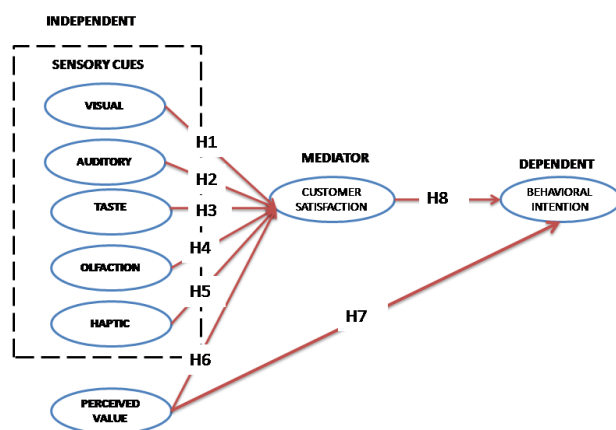 INDEPENDENT
SENSORY CUES
VISUAL
H1
AUDITORY
H2
TASTE
H3
OLFACTION
H4
HAPTIC
H5
H6
PERCEIVED
VALUE
MEDIATOR
CUSTOMER
SATISFACTION
H8
DEPENDENT
BEHAVIORAL
INTENTION
H7